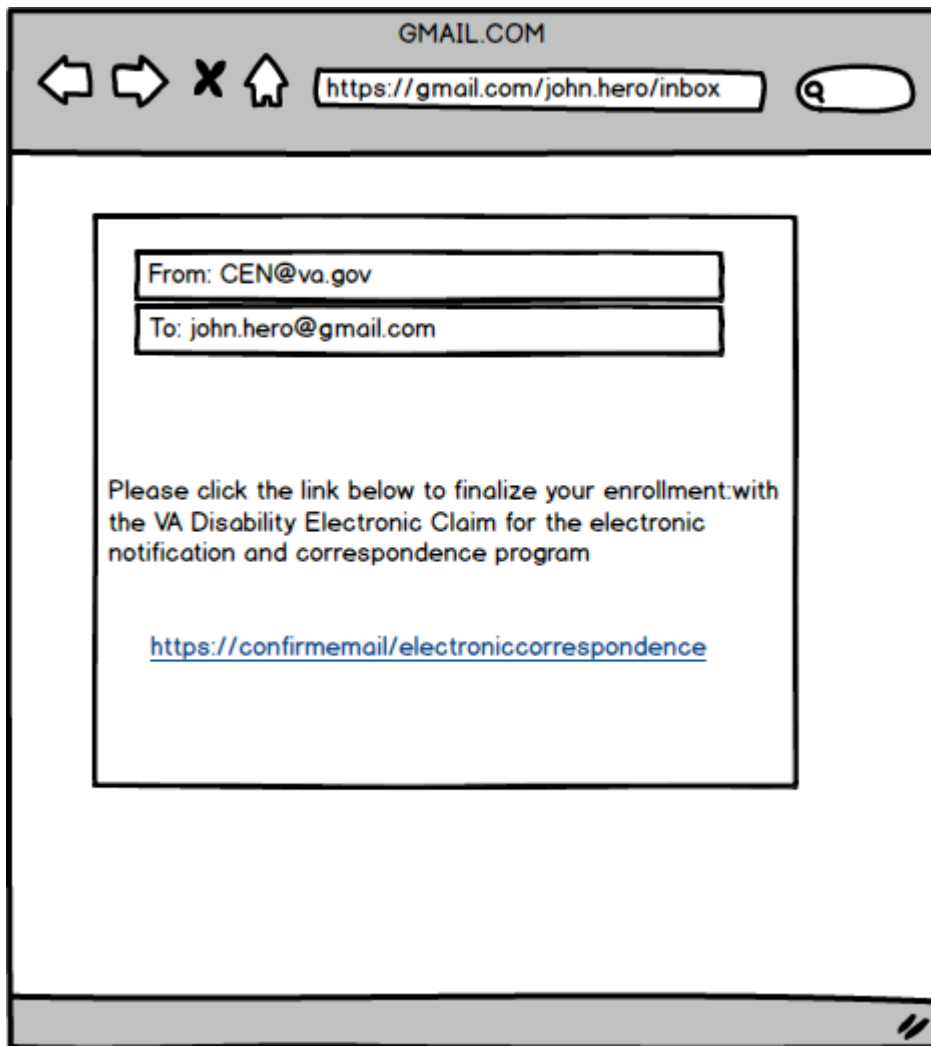 GMAIL.COM
https://gmail.com/john.hero/inbox
From: CEN@va.gov
To: john.hero@gmail.com
Please click the link below to finalize your enrollment:with
the VA Disability Electronic Claim for the electronic
notification and correspondence program
https://confirmemail/electroniccorrespondence